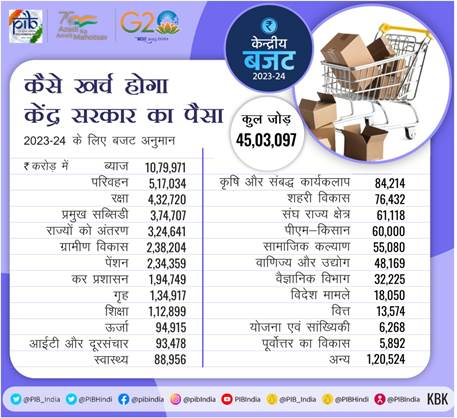 pib
Azadi Ka
Amrit Mahotsav
G20
केन्द्रीय
बजट
2023-24
कैसे खर्च होगा
केंद्र सरकार का पैसा
2023-24 के लिए बजट अनुमान
कुल जोड़
45,03,097
₹ करोड़ में
ब्याज 10,79,971
परिवहन 5,17,034
रक्षा 4,32,720
प्रमुख सब्सिडी 3,74,707
राज्यों को अंतरण 3,24,641
ग्रामीण विकास 2,38,204
पेंशन 2,34,359
कर प्रशासन 1,94,749
गृह 1,34,917
शिक्षा 1,12,899
ऊर्जा 94,915
आईटी और दूरसंचार 93,478
स्वास्थ्य 88,956
कृषि और संबद्ध कार्यकलाप 84,214
शहरी विकास 76,432
संघ राज्य क्षेत्र 61,118
पीएम-किसान 60,000
सामाजिक कल्याण 55,080
वाणिज्य और उद्योग 48,169
वैज्ञानिक विभाग 32,225
विदेश मामले 18,050
वित्त 13,574
योजना एवं सांख्यिकी 6,268
पूर्वोत्तर का विकास 5,892
अन्य 1,20,524
@PIB_India @PIBHindi @pibindia @pibindia PIBIndia @PIB_India @PIBHindi @PIB_India KBK